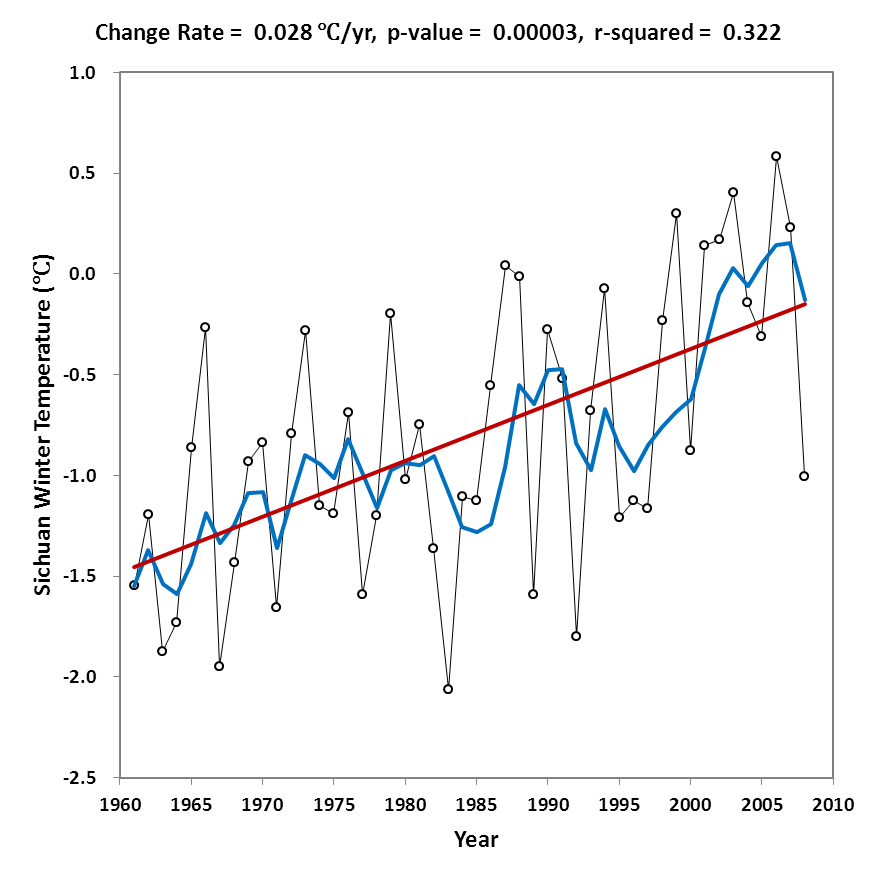 Change Rate = 0.028 ℃/yr, p-value = 0.00003, r-squared = 0.322
1.0
0.5
0.0
-0.5
-1.0
-1.5
-2.0
-2.5
Sichuan Winter Temperature (℃)
1960 1965 1970 1975 1980 1985 1990 1995 2000 2005 2010
Year